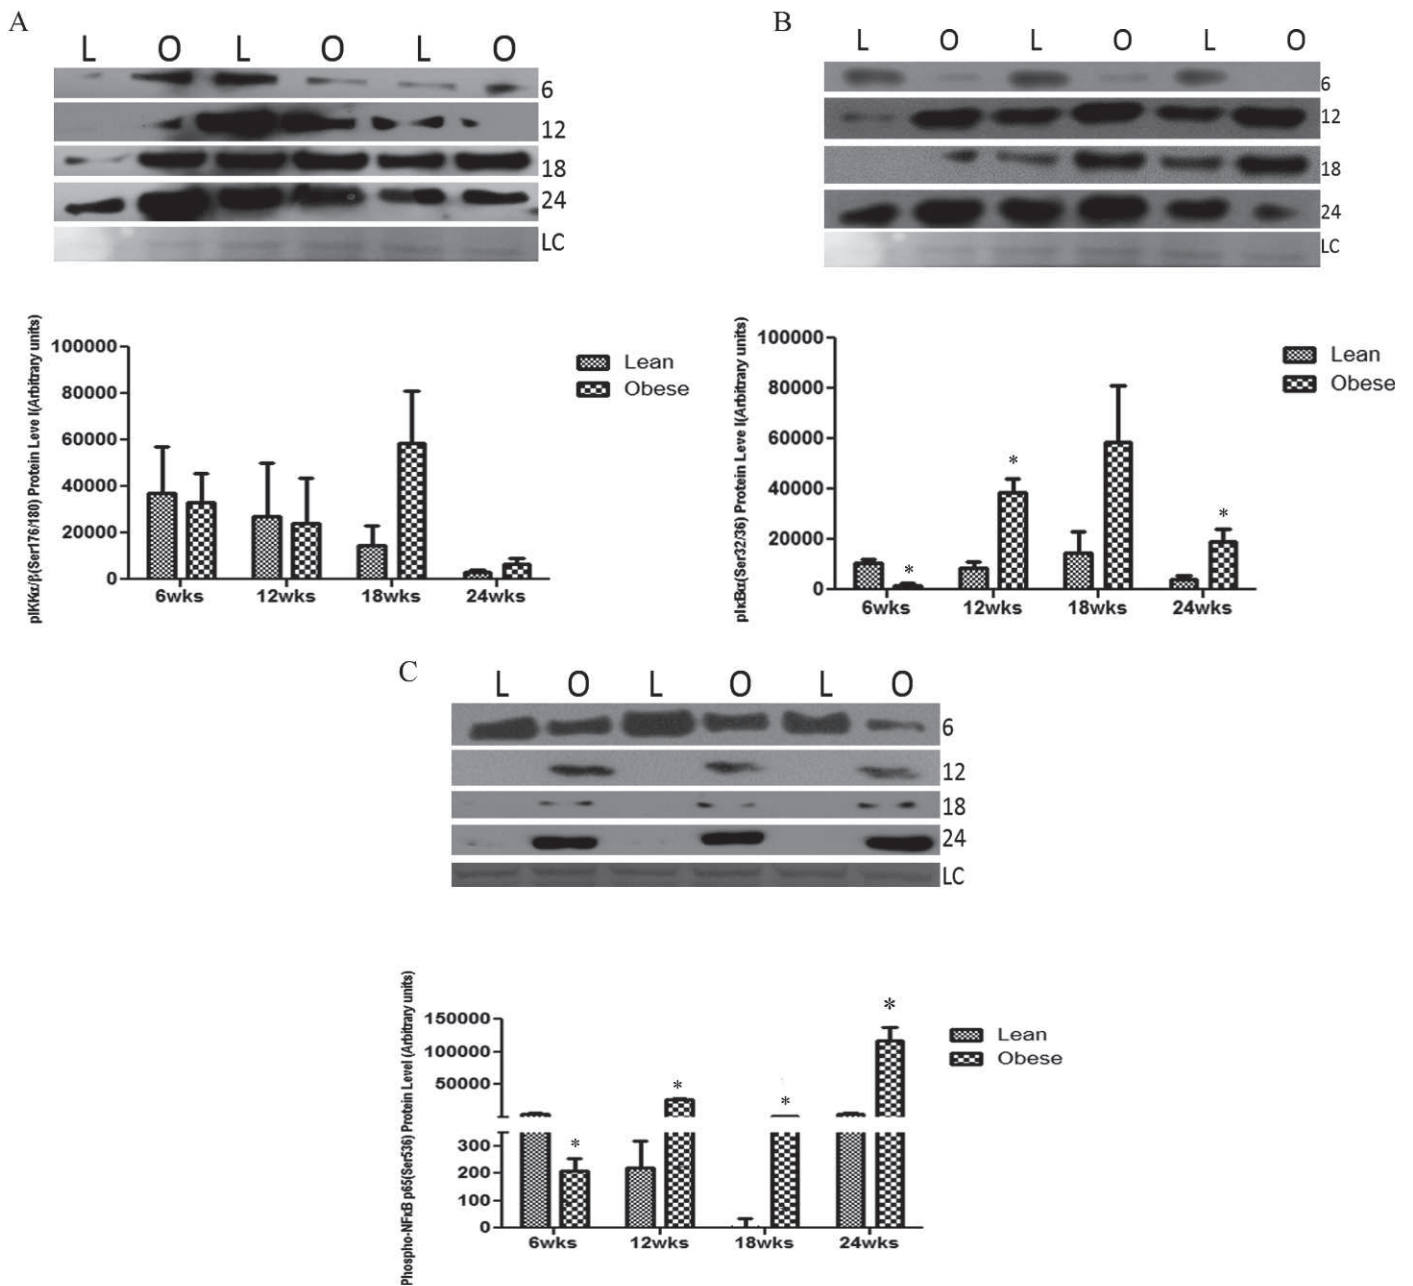 A
L O L O L O
6
12
18
24
LC
pIKKα/β(Ser176/180) Protein Leve l(Arbitrary units)
100000
80000
60000
40000
20000
0
6wks 12wks 18wks 24wks
Lean
Obese
B
L O L O L O
6
12
18
24
LC
pIκBα(Ser32/36) Protein Leve l(Arbitrary units)
100000
80000
60000
40000
20000
0
* * *
6wks 12wks 18wks 24wks
Lean
Obese
C
L O L O L O
6
12
18
24
LC
Phospho-NFκB p65(Ser536) Protein Level (Arbitrary units)
150000
100000
50000
300
200
100
0
* * * *
6wks 12wks 18wks 24wks
Lean
Obese